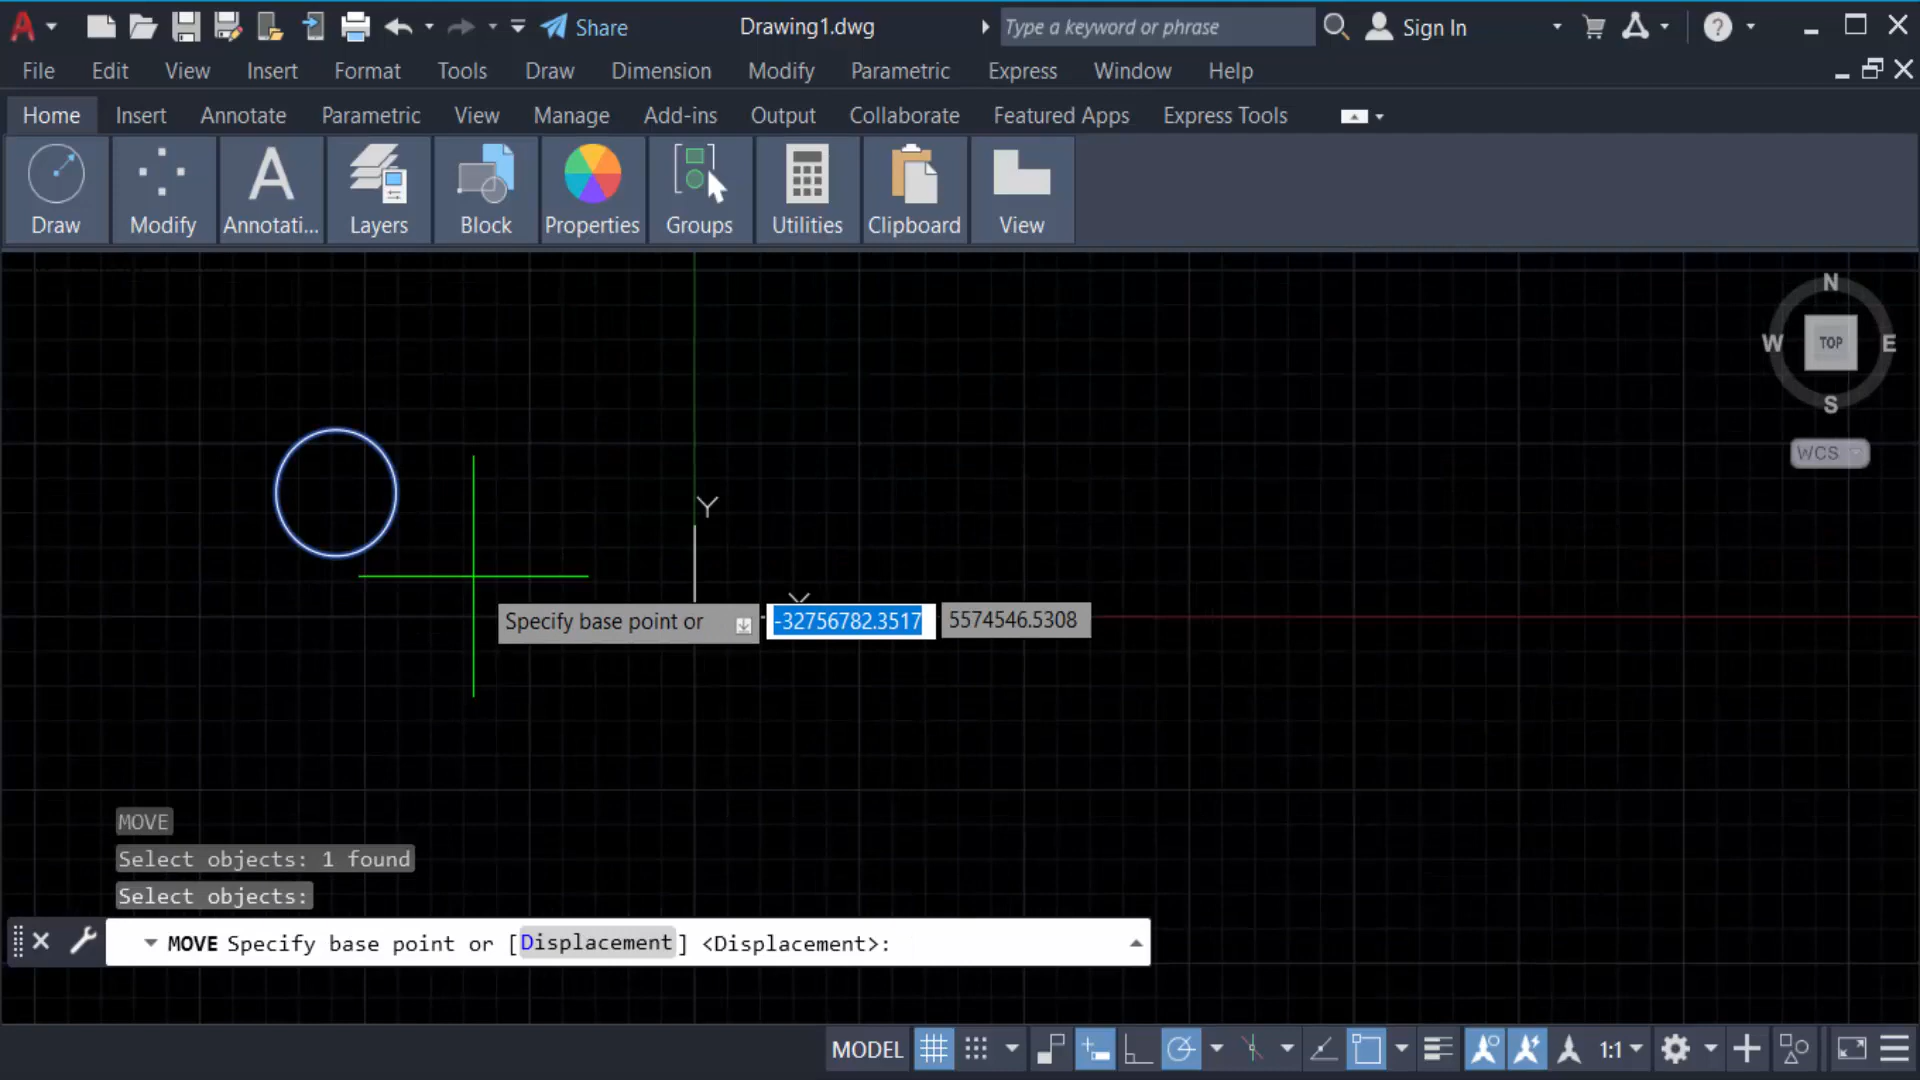 Share Drawing1.dwg Type a keyword or phrase Sign In
File Edit View Insert Format Tools Draw Dimension Modify Parametric Express Window Help
Home Insert Annotate Parametric View Manage Add-ins Output Collaborate Featured Apps Express Tools
Draw Modify Annotati... Layers Block Properties Groups Utilities Clipboard View
N
W TOP E
S
WCS
Y
Specify base point or -32756782.3517 5574546.5308
MOVE
Select objects: 1 found
Select objects:
MOVE Specify base point or [Displacement] <Displacement>:
MODEL 1:1